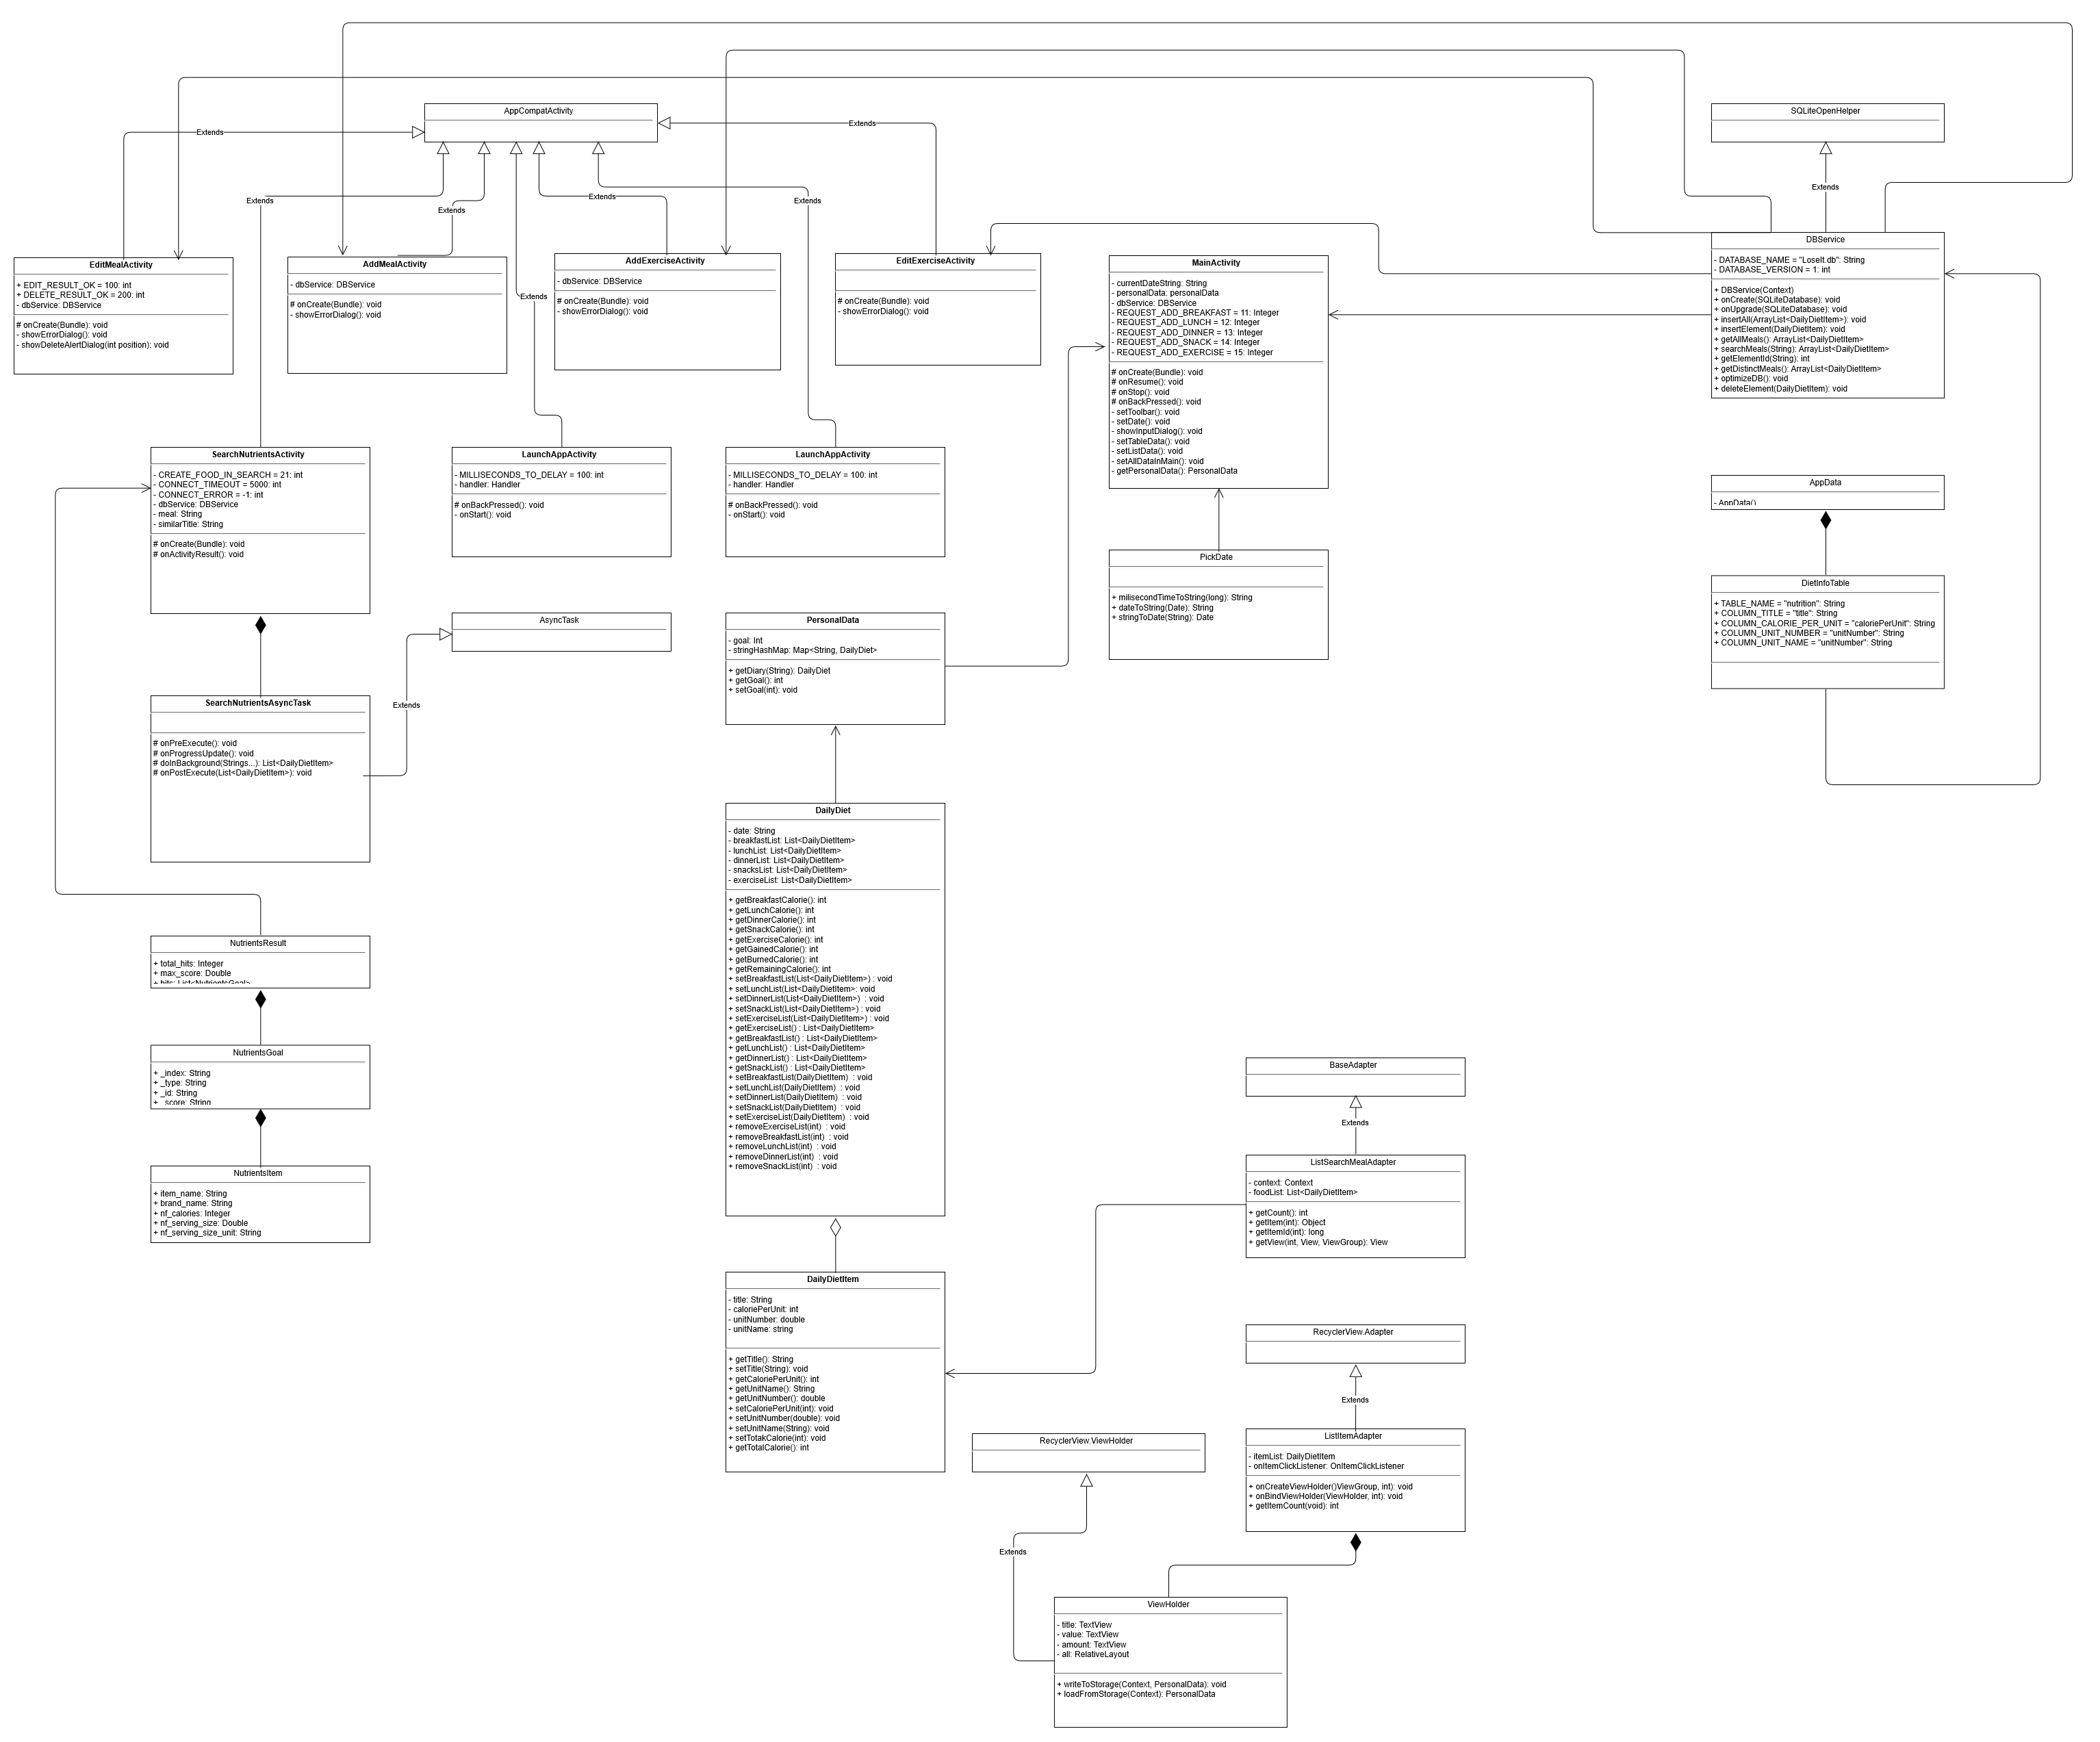 AppCompatActivity
SQLiteOpenHelper
Extends
Extends
Extends
Extends
Extends
Extends
Extends
Extends
EditMealActivity
+ EDIT_RESULT_OK = 100: int
+ DELETE_RESULT_OK = 200: int
- dbService: DBService
# onCreate(Bundle): void
- showErrorDialog(): void
- showDeleteAlertDialog(int position): void
AddMealActivity
- dbService: DBService
# onCreate(Bundle): void
- showErrorDialog(): void
AddExerciseActivity
- dbService: DBService
# onCreate(Bundle): void
- showErrorDialog(): void
EditExerciseActivity
# onCreate(Bundle): void
- showErrorDialog(): void
MainActivity
- currentDateString: String
- personalData: personalData
- dbService: DBService
- REQUEST_ADD_BREAKFAST = 11: Integer
- REQUEST_ADD_LUNCH = 12: Integer
- REQUEST_ADD_DINNER = 13: Integer
- REQUEST_ADD_SNACK = 14: Integer
- REQUEST_ADD_EXERCISE = 15: Integer
# onCreate(Bundle): void
# onResume(): void
# onStop(): void
# onBackPressed(): void
- setToolbar(): void
- setDate(): void
- showInputDialog(): void
- setTableData(): void
- setListData(): void
- setAllDataInMain(): void
- getPersonalData(): PersonalData
DBService
- DATABASE_NAME = "LoseIt.db": String
- DATABASE_VERSION = 1: int
+ DBService(Context)
+ onCreate(SQLiteDatabase): void
+ onUpgrade(SQLiteDatabase): void
+ insertAll(ArrayList<DailyDietItem>): void
+ insertElement(DailyDietItem): void
+ getAllMeals(): ArrayList<DailyDietItem>
+ searchMeals(String): ArrayList<DailyDietItem>
+ getElementId(String): int
+ getDistinctMeals(): ArrayList<DailyDietItem>
+ optimizeDB(): void
+ deleteElement(DailyDietItem): void
SearchNutrientsActivity
- CREATE_FOOD_IN_SEARCH = 21: int
- CONNECT_TIMEOUT = 5000: int
- CONNECT_ERROR = -1: int
- dbService: DBService
- meal: String
- similarTitle: String
# onCreate(Bundle): void
# onActivityResult(): void
LaunchAppActivity
- MILLISECONDS_TO_DELAY = 100: int
- handler: Handler
# onBackPressed(): void
- onStart(): void
LaunchAppActivity
- MILLISECONDS_TO_DELAY = 100: int
- handler: Handler
# onBackPressed(): void
- onStart(): void
AppData
- AppData()
PickDate
+ milisecondTimeToString(long): String
+ dateToString(Date): String
+ stringToDate(String): Date
DietInfoTable
+ TABLE_NAME = "nutrition": String
+ COLUMN_TITLE = "title": String
+ COLUMN_CALORIE_PER_UNIT = "caloriePerUnit": String
+ COLUMN_UNIT_NUMBER = "unitNumber": String
+ COLUMN_UNIT_NAME = "unitNumber": String
AsyncTask
PersonalData
- goal: Int
- stringHashMap: Map<String, DailyDiet>
+ getDiary(String): DailyDiet
+ getGoal(): int
+ setGoal(int): void
SearchNutrientsAsyncTask
# onPreExecute(): void
# onProgressUpdate(): void
# doInBackground(Strings...): List<DailyDietItem>
# onPostExecute(List<DailyDietItem>): void
Extends
DailyDiet
- date: String
- breakfastList: List<DailyDietItem>
- lunchList: List<DailyDietItem>
- dinnerList: List<DailyDietItem>
- snacksList: List<DailyDietItem>
- exerciseList: List<DailyDietItem>
+ getBreakfastCalorie(): int
+ getLunchCalorie(): int
+ getDinnerCalorie(): int
+ getSnackCalorie(): int
+ getExerciseCalorie(): int
+ getGainedCalorie(): int
+ getBurnedCalorie(): int
+ getRemainingCalorie(): int
+ setBreakfastList(List<DailyDietItem>) : void
+ setLunchList(List<DailyDietItem>: void
+ setDinnerList(List<DailyDietItem>) : void
+ setSnackList(List<DailyDietItem>) : void
+ setExerciseList(List<DailyDietItem>) : void
+ getExerciseList() : List<DailyDietItem>
+ getBreakfastList() : List<DailyDietItem>
+ getLunchList() : List<DailyDietItem>
+ getDinnerList() : List<DailyDietItem>
+ getSnackList() : List<DailyDietItem>
+ setBreakfastList(DailyDietItem) : void
+ setLunchList(DailyDietItem) : void
+ setDinnerList(DailyDietItem) : void
+ setSnackList(DailyDietItem) : void
+ setExerciseList(DailyDietItem) : void
+ removeExerciseList(int) : void
+ removeBreakfastList(int) : void
+ removeLunchList(int) : void
+ removeDinnerList(int) : void
+ removeSnackList(int) : void
NutrientsResult
+ total_hits: Integer
+ max_score: Double
+ hits: List<NutrientsGoal>
NutrientsGoal
+ _index: String
+ _type: String
+ _id: String
+ _score: String
NutrientsItem
+ item_name: String
+ brand_name: String
+ nf_calories: Integer
+ nf_serving_size: Double
+ nf_serving_size_unit: String
BaseAdapter
Extends
ListSearchMealAdapter
- context: Context
- foodList: List<DailyDietItem>
+ getCount(): int
+ getItem(int): Object
+ getItemId(int): long
+ getView(int, View, ViewGroup): View
DailyDietItem
- title: String
- caloriePerUnit: int
- unitNumber: double
- unitName: string
+ getTitle(): String
+ setTitle(String): void
+ getCaloriePerUnit(): int
+ getUnitName(): String
+ getUnitNumber(): double
+ setCaloriePerUnit(int): void
+ setUnitNumber(double): void
+ setUnitName(String): void
+ setTotakCalorie(int): void
+ getTotalCalorie(): int
RecyclerView.Adapter
Extends
RecyclerView.ViewHolder
ListItemAdapter
- itemList: DailyDietItem
- onItemClickListener: OnItemClickListener
+ onCreateViewHolder()ViewGroup, int): void
+ onBindViewHolder(ViewHolder, int): void
+ getItemCount(void): int
Extends
ViewHolder
- title: TextView
- value: TextView
- amount: TextView
- all: RelativeLayout
+ writeToStorage(Context, PersonalData): void
+ loadFromStorage(Context): PersonalData